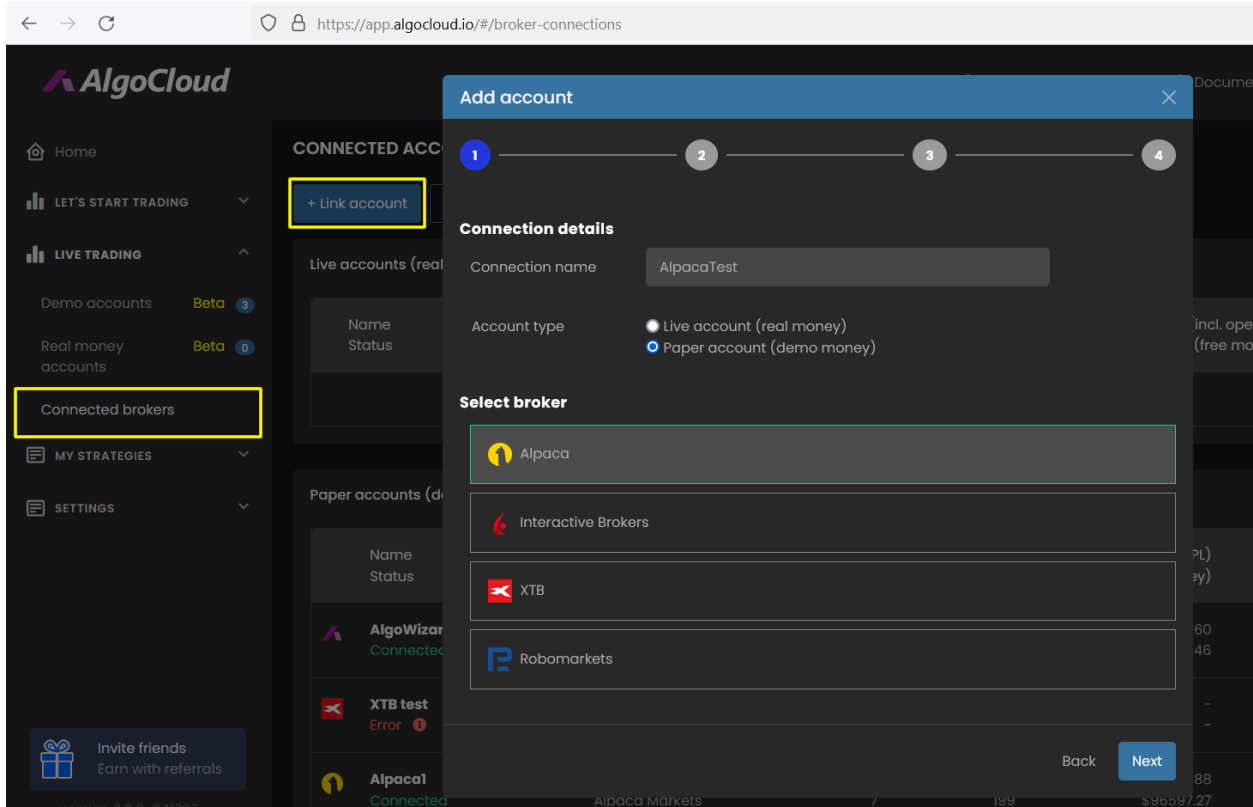 https://app.algocloud.io/#/broker-connections
AlgoCloud
Add account
Docume
Home
CONNECTED ACC
1 2 3 4
LET'S START TRADING
+ Link account
Connection details
LIVE TRADING
Live accounts (real
Connection name AlpacaTest
Demo accounts Beta 3
Name
Status
Account type
Live account (real money)
Paper account (demo money)
(incl. ope
(free mo
Real money
accounts
Beta 0
Select broker
Connected brokers
Alpaca
MY STRATEGIES
Paper accounts (d
SETTINGS
Interactive Brokers
Name
Status
PL)
ey)
XTB
AlgoWizar
Connected
60
46
Robomarkets
XTB test
Error
-
-
Invite friends
Earn with referrals
Back Next
Alpaca1
Connected
Alpaca Markets
7
199
88
$96597.27